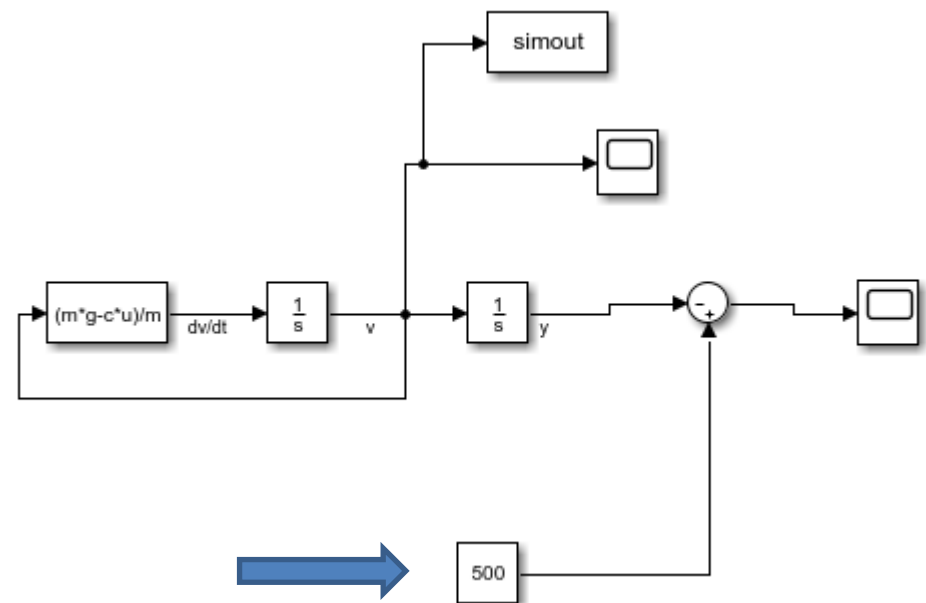 simout
(m*g-c*u)/m
dv/dt
1
s
v
1
s
y
-
+
500